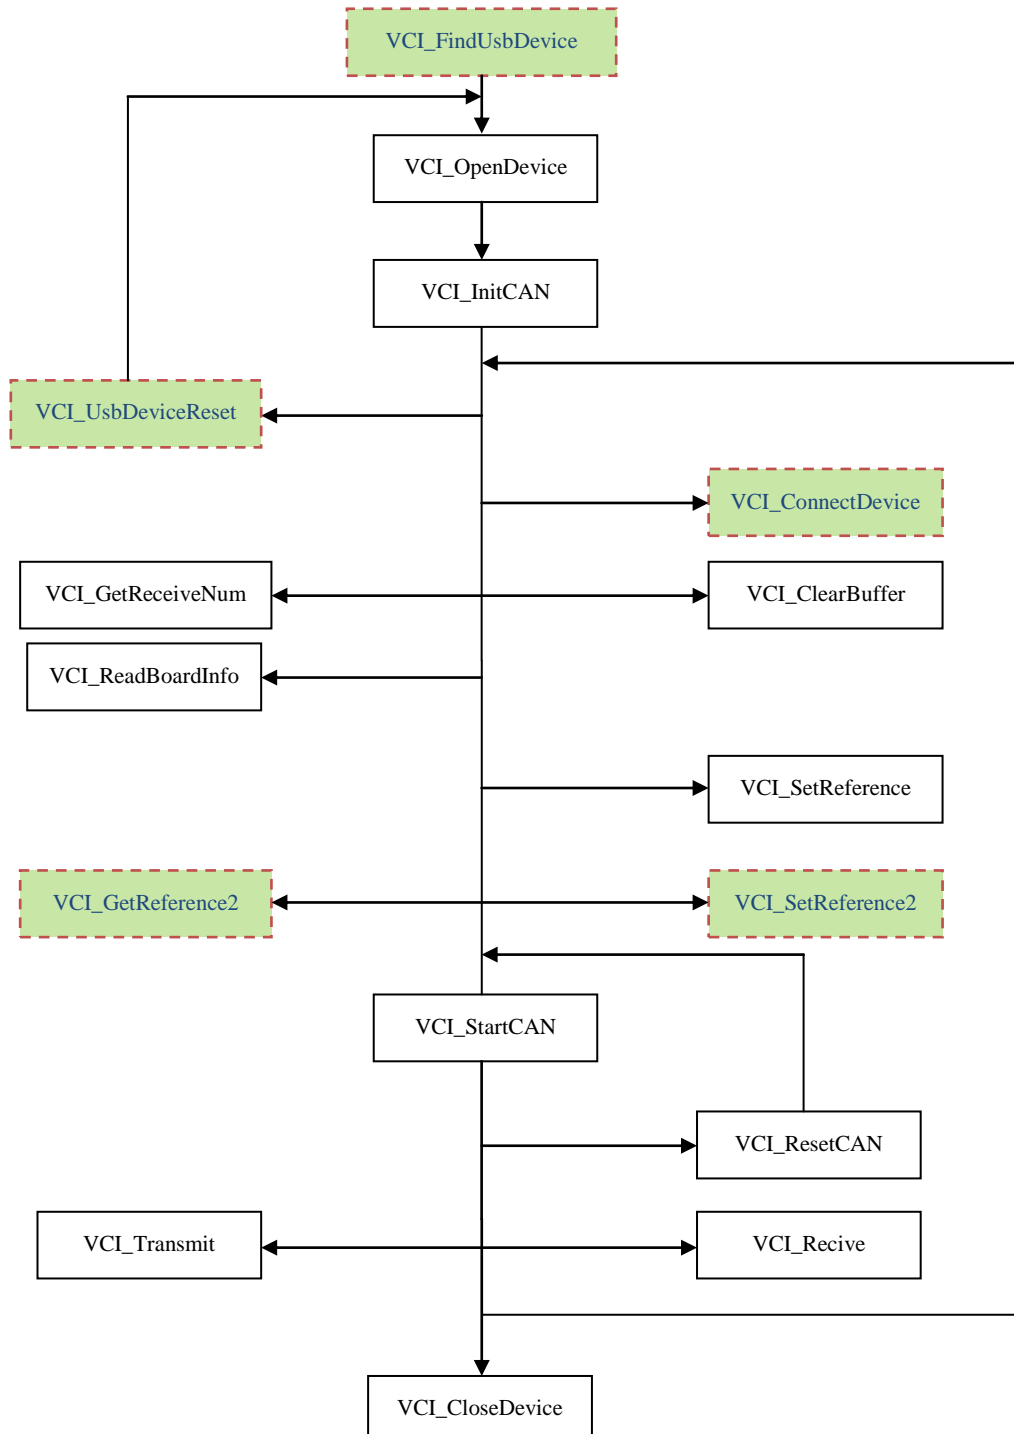 VCI_FindUsbDevice
VCI_OpenDevice
VCI_InitCAN
VCI_UsbDeviceReset
VCI_ConnectDevice
VCI_GetReceiveNum
VCI_ClearBuffer
VCI_ReadBoardInfo
VCI_SetReference
VCI_GetReference2
VCI_SetReference2
VCI_StartCAN
VCI_ResetCAN
VCI_Transmit
VCI_Recive
VCI_CloseDevice